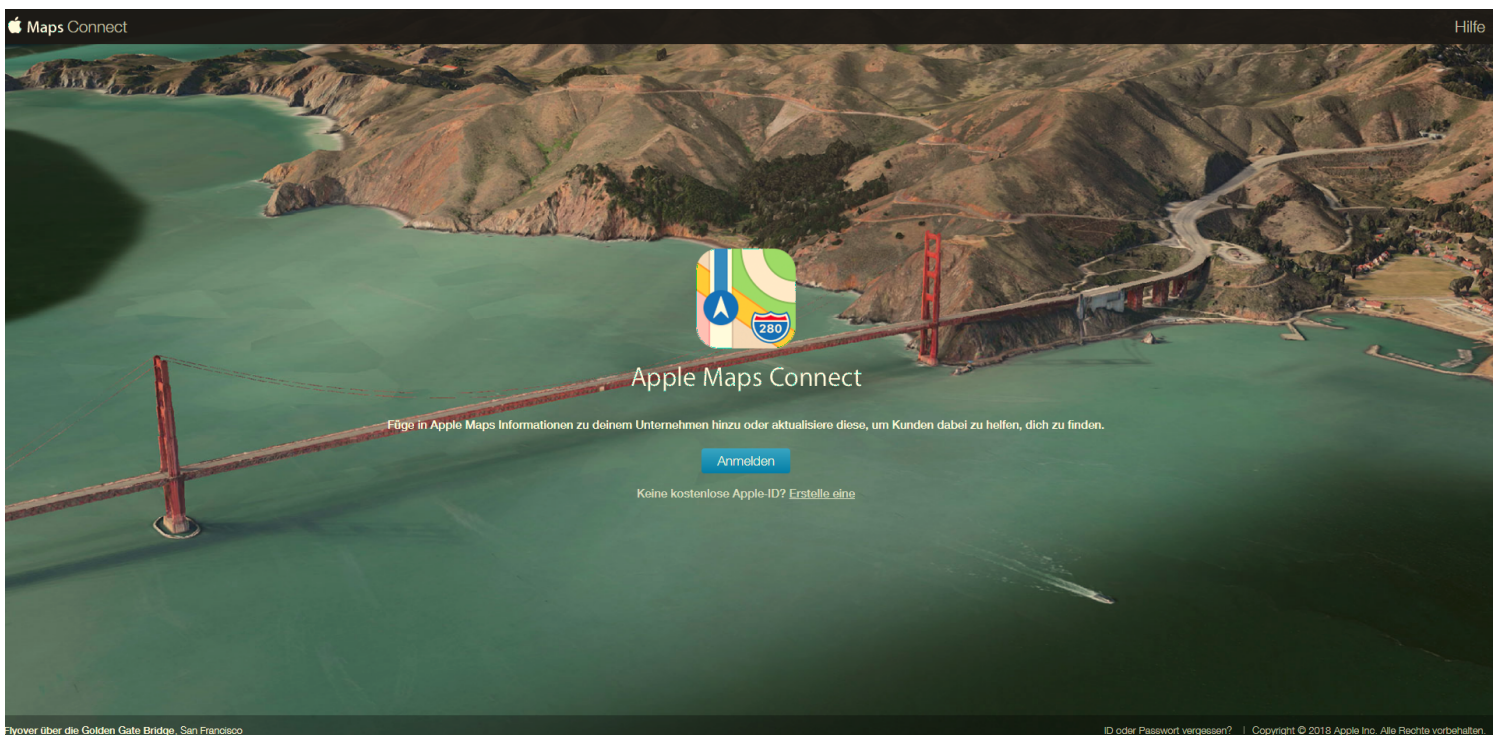 Maps Connect
Hilfe
280
Apple Maps Connect
Füge in Apple Maps Informationen zu deinem Unternehmen hinzu oder aktualisiere diese, um Kunden dabei zu helfen, dich zu finden.
Anmelden
Keine kostenlose Apple-ID? Erstelle eine
Flyover über die Golden Gate Bridge, San Francisco
ID oder Passwort vergessen? | Copyright © 2018 Apple Inc. Alle Rechte vorbehalten.